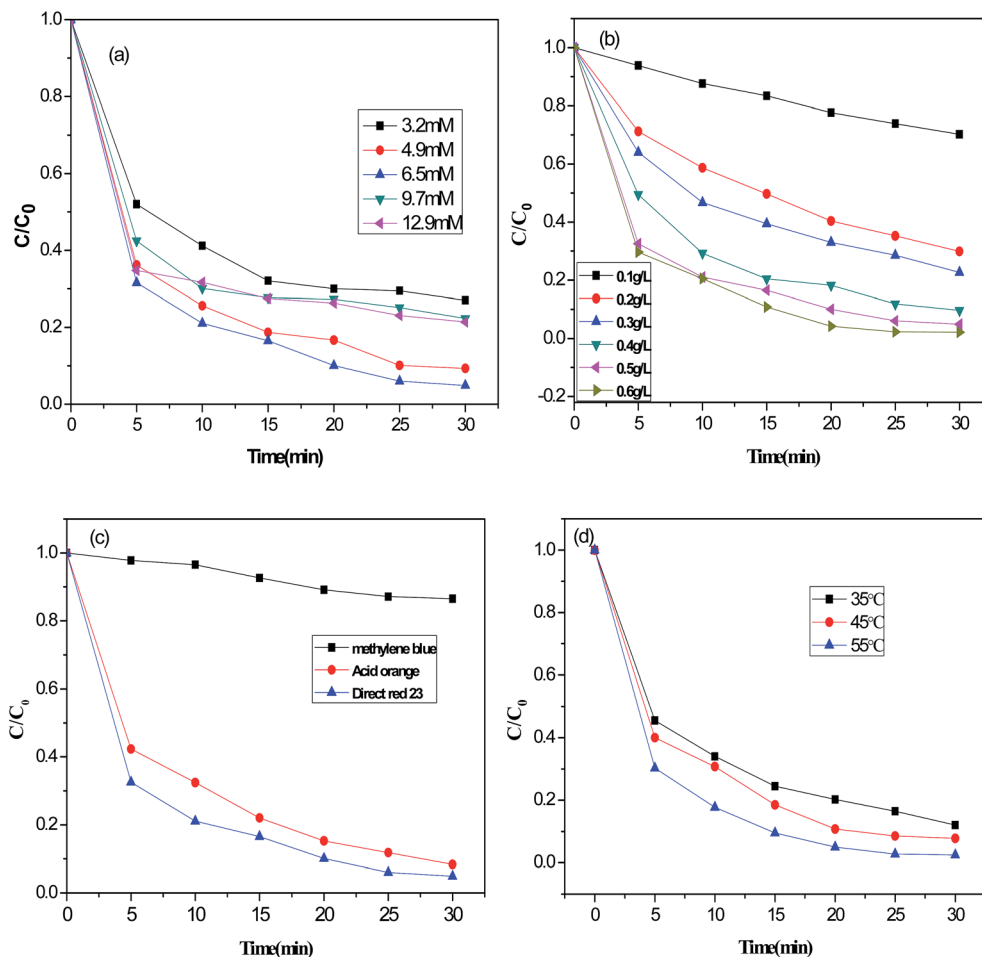 (a)
1.0
0.8
0.6
0.4
0.2
0.0
C/C0
3.2mM
4.9mM
6.5mM
9.7mM
12.9mM
0 5 10 15 20 25 30
Time(min)
(b)
1.0
0.8
0.6
0.4
0.2
0.0
-0.2
C/C0
0.1g/L
0.2g/L
0.3g/L
0.4g/L
0.5g/L
0.6g/L
0 5 10 15 20 25 30
Time(min)
(c)
1.0
0.8
0.6
0.4
0.2
0.0
C/C0
methylene blue
Acid orange
Direct red 23
0 5 10 15 20 25 30
Time(min)
(d)
1.0
0.8
0.6
0.4
0.2
0.0
C/C0
35℃
45℃
55℃
0 5 10 15 20 25 30
Time(min)